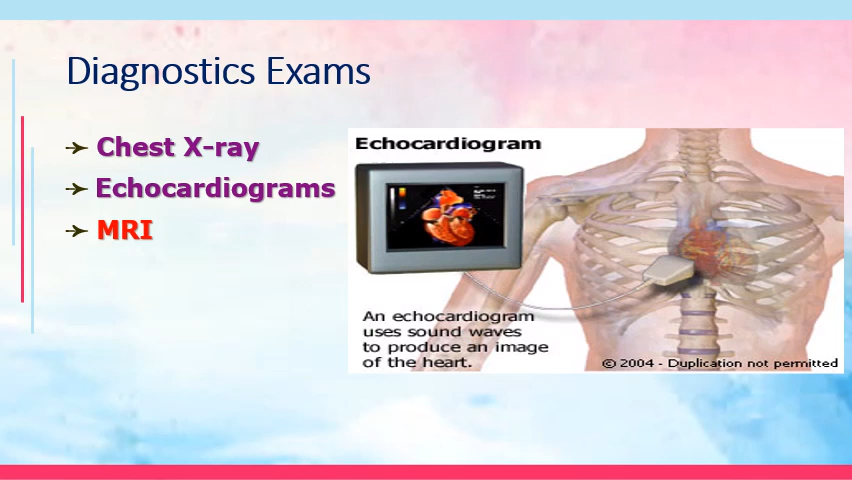 Diagnostics Exams
Chest X-ray
Echocardiograms
MRI
Echocardiogram
An echocardiogram
uses sound waves
to produce an image
of the heart.
© 2004 - Duplication not permitted